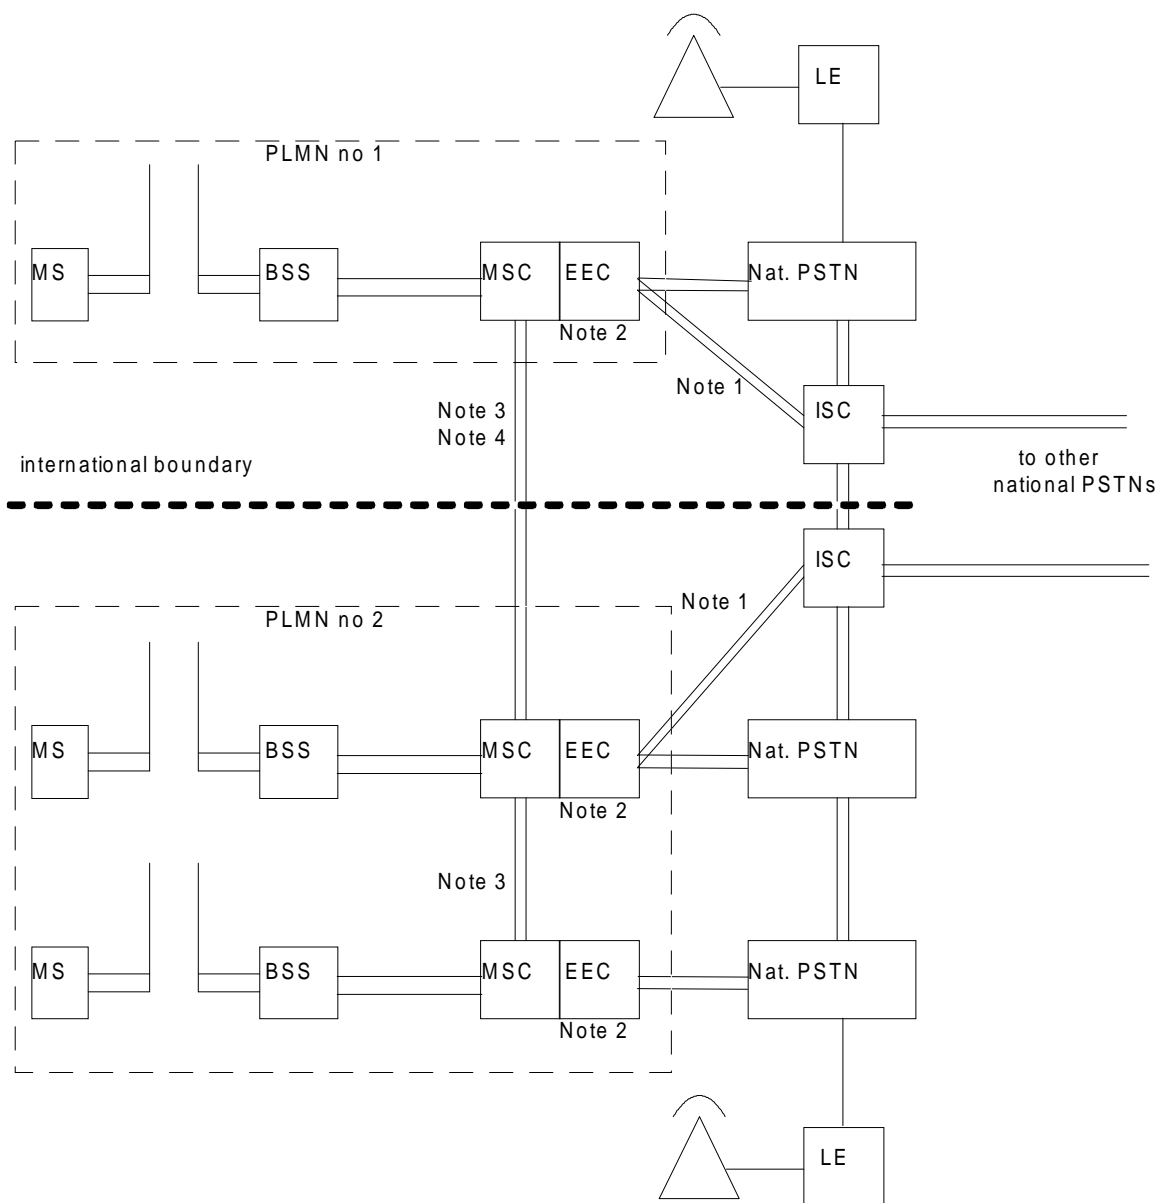 LE
PLMN no 1
MS
BSS
MSC
EEC
Nat. PSTN
Note 2
Note 1
Note 3
Note 4
ISC
international boundary
to other
national PSTNs
ISC
Note 1
PLMN no 2
MS
BSS
MSC
EEC
Nat. PSTN
Note 2
Note 3
MS
BSS
MSC
EEC
Nat. PSTN
Note 2
LE